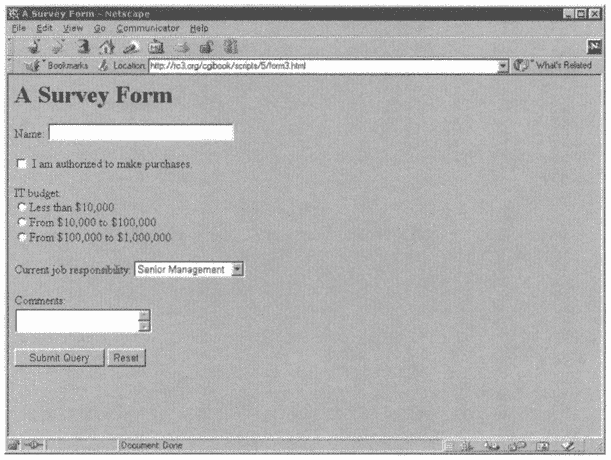 A Survey Form - Netscape
File Edit View Go Communicator Help
Bookmarks Location: http://rc3.org/cgibook/scripts/5/form3.html What's Related
N
A Survey Form
Name:
I am authorized to make purchases.
IT budget:
Less than $10,000
From $10,000 to $100,000
From $100,000 to $1,000,000
Current job responsibility: Senior Management
Comments:
Submit Query Reset
Document: Done